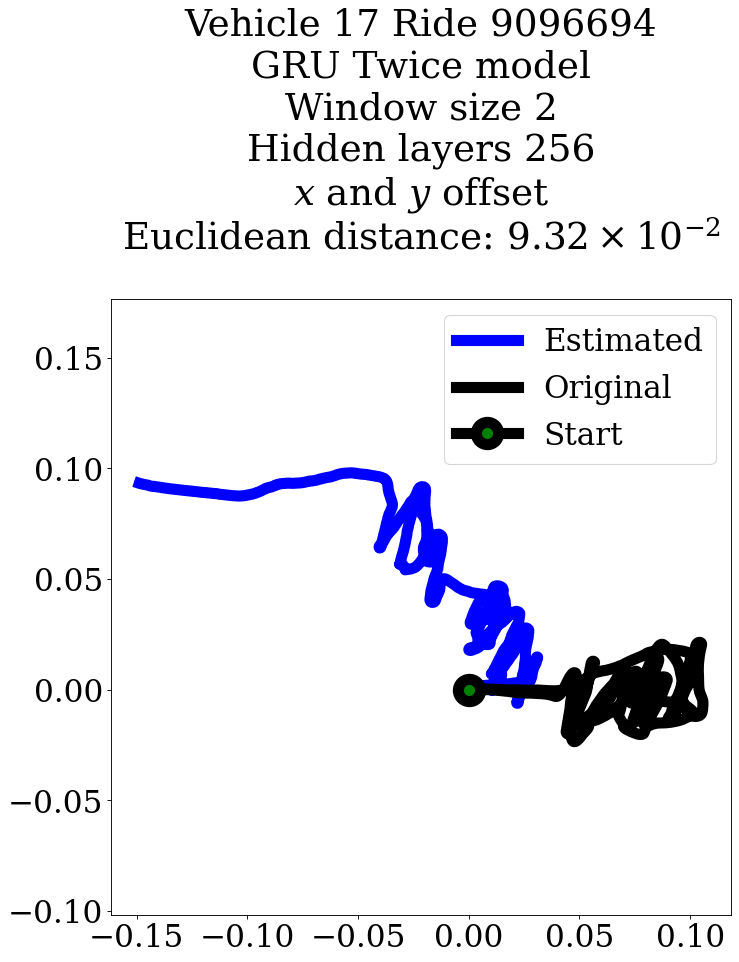 Vehicle 17 Ride 9096694
GRU Twice model
Window size 2
Hidden layers 256
x and y offset
Euclidean distance: 9.32 × 10⁻²
Estimated
Original
Start
0.15
0.10
0.05
0.00
−0.05
−0.10
−0.15 −0.10 −0.05 0.00 0.05 0.10